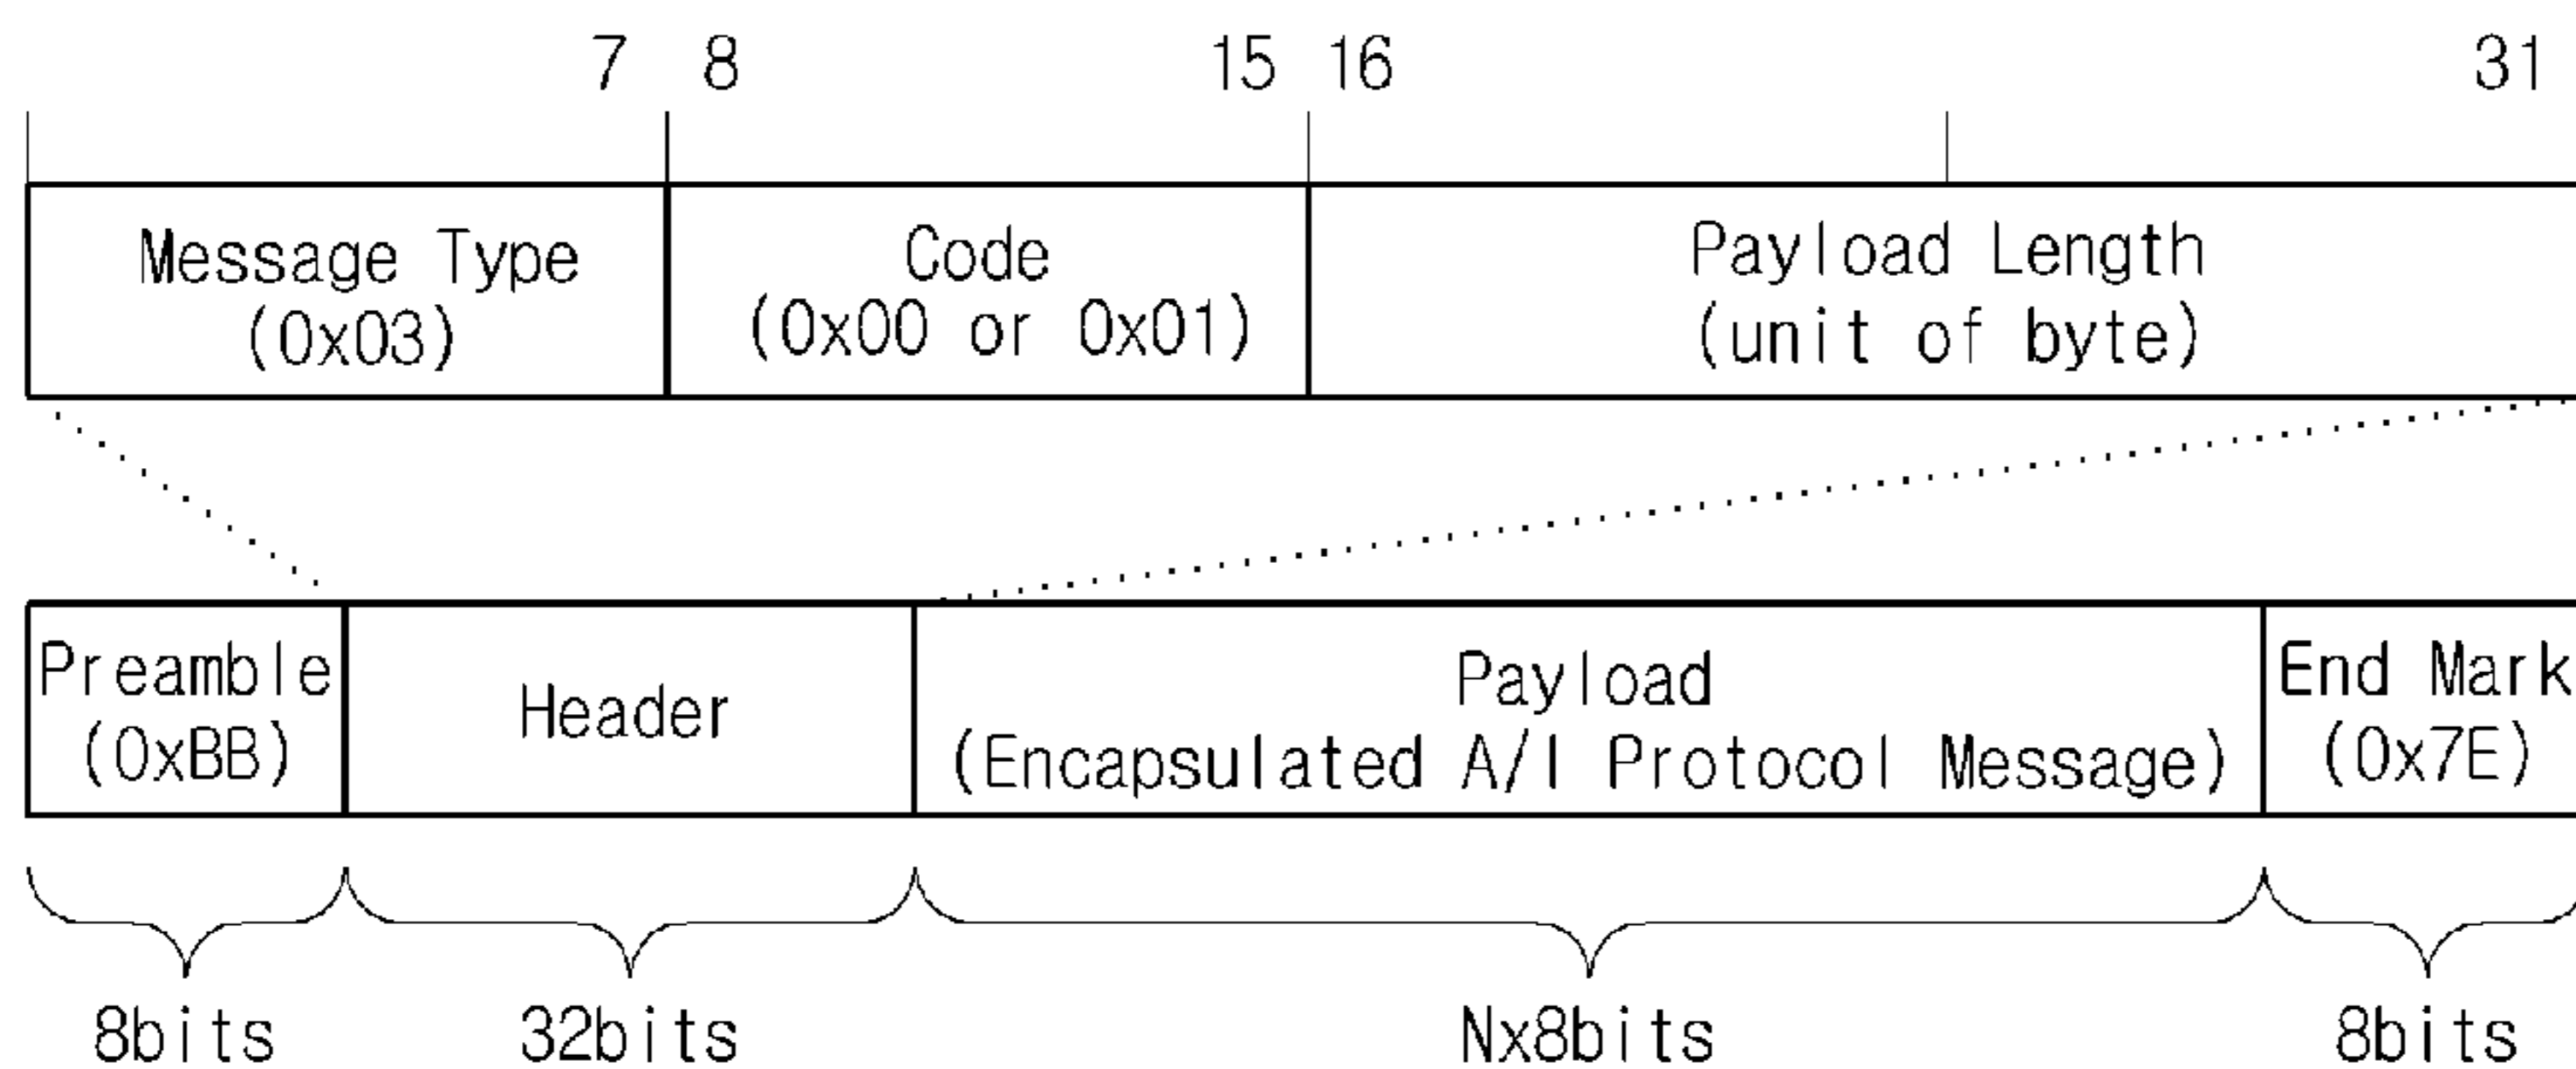 7 8 15 16 31
Message Type Code Payload Length
(0x03) (0x00 or 0x01) (unit of byte)
Preamble Header Payload End Mark
(0xBB) (Encapsulated A/I Protocol Message) (0x7E)
8bits 32bits Nx8bits 8bits